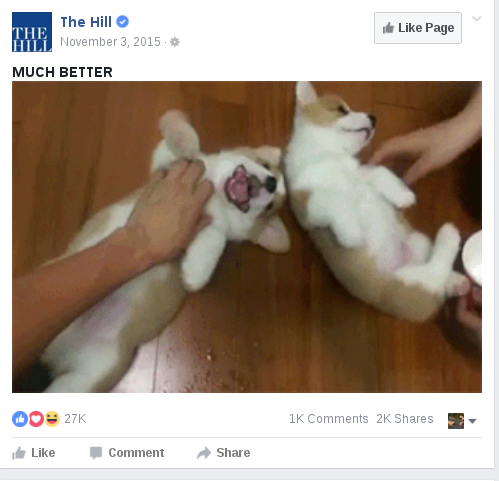 THE
HILL
The Hill
November 3, 2015 ·
Like Page
MUCH BETTER
27K
1K Comments 2K Shares
Like Comment Share